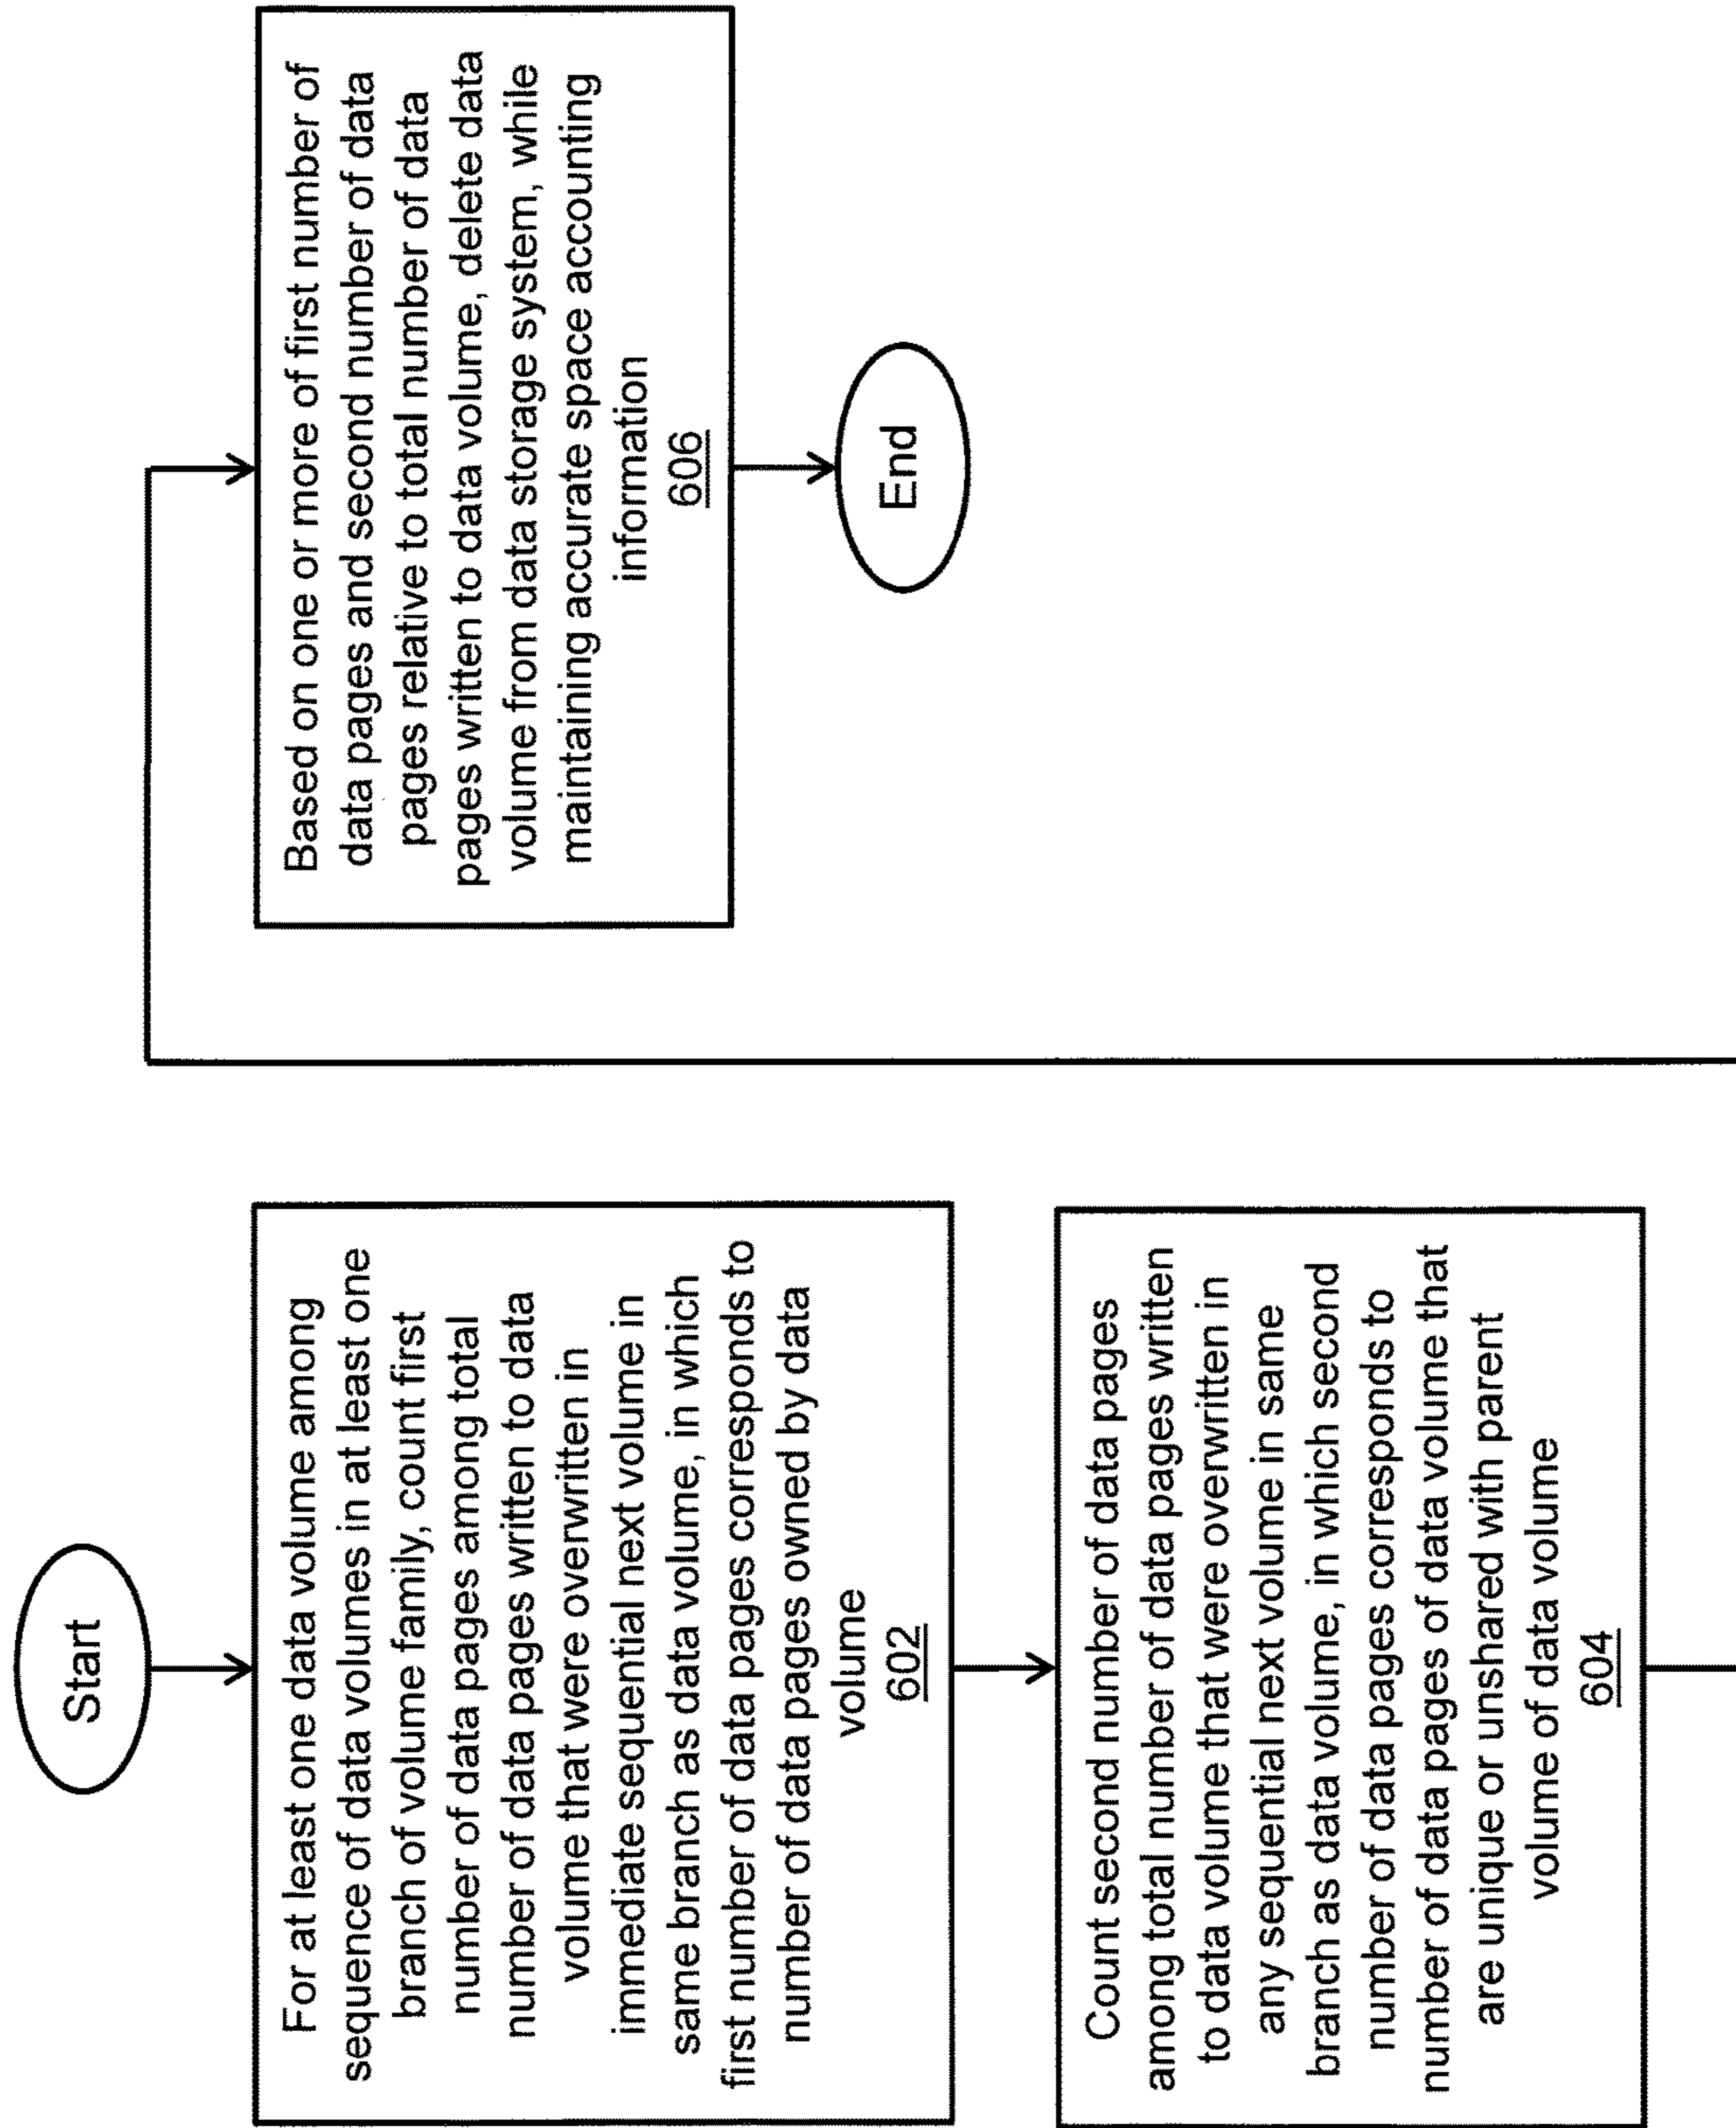 Start
For at least one data volume among
sequence of data volumes in at least one
branch of volume family, count first
number of data pages among total
number of data pages written to data
volume that were overwritten in
immediate sequential next volume in
same branch as data volume, in which
first number of data pages corresponds to
number of data pages owned by data
volume
602
Count second number of data pages
among total number of data pages written
to data volume that were overwritten in
any sequential next volume in same
branch as data volume, in which second
number of data pages corresponds to
number of data pages of data volume that
are unique or unshared with parent
volume of data volume
604
Based on one or more of first number of
data pages and second number of data
pages relative to total number of data
pages written to data volume, delete data
volume from data storage system, while
maintaining accurate space accounting
information
606
End